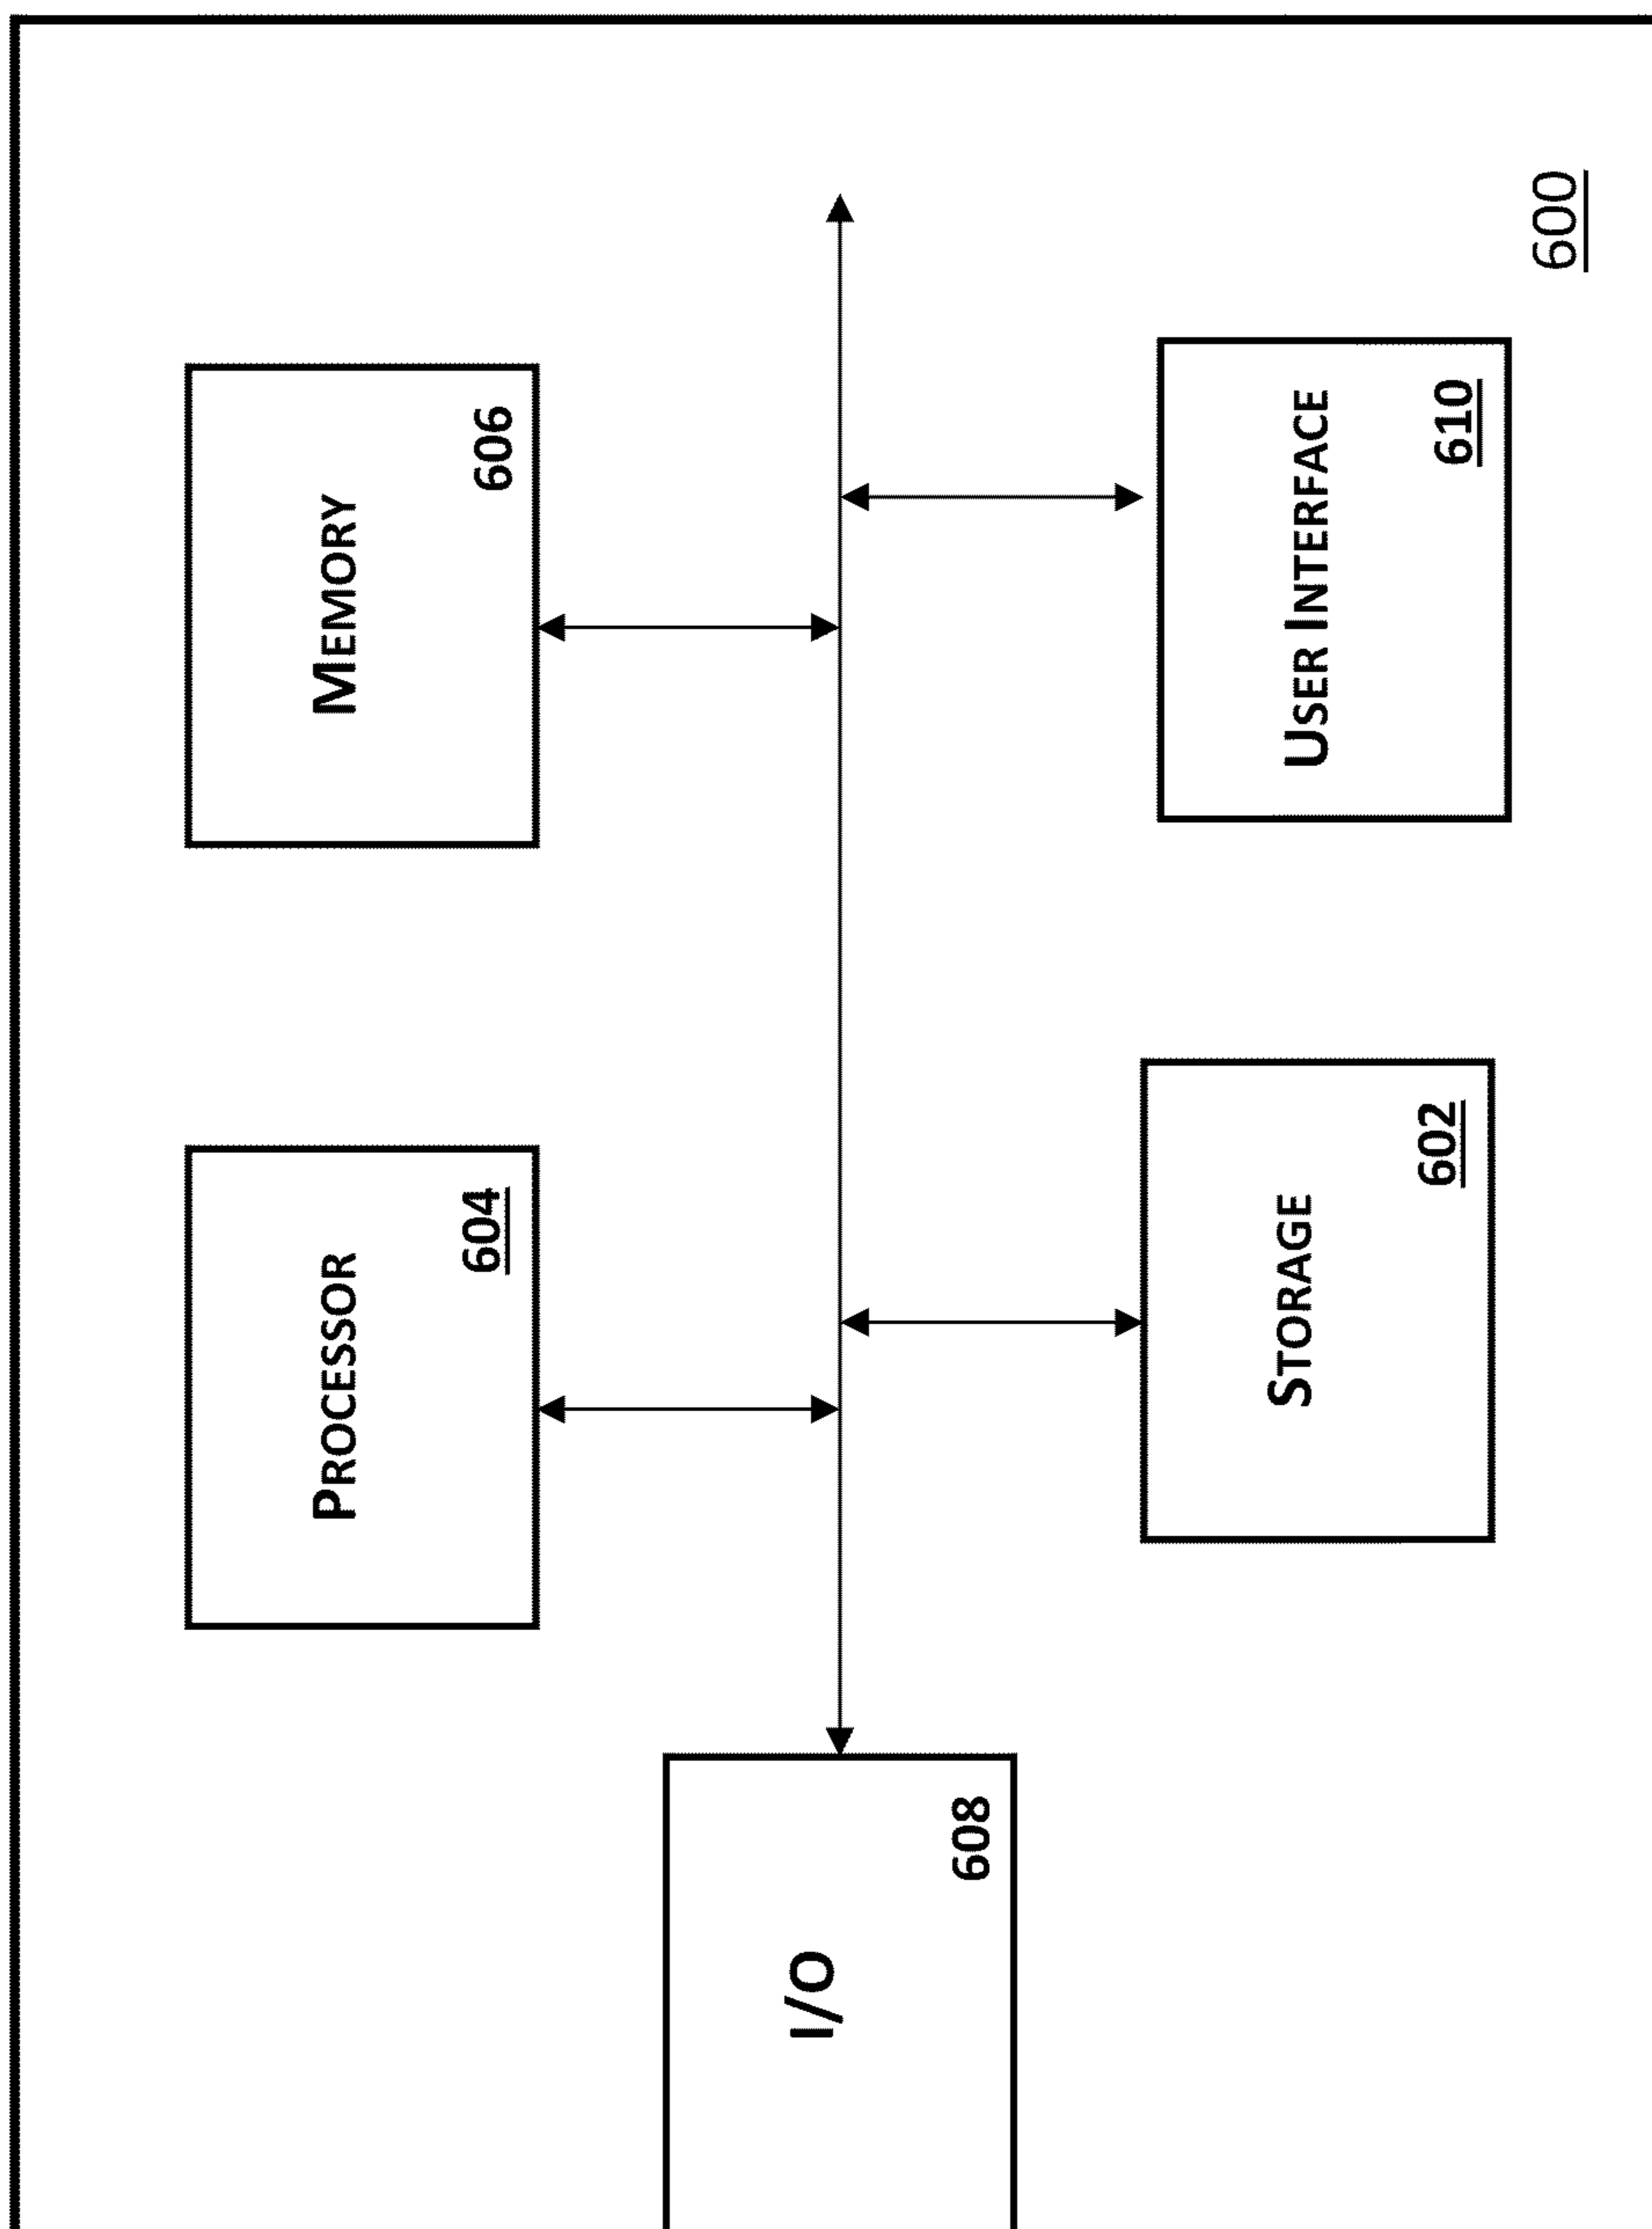 PROCESSOR
604
MEMORY
606
I/O
608
STORAGE
602
USER INTERFACE
610
600